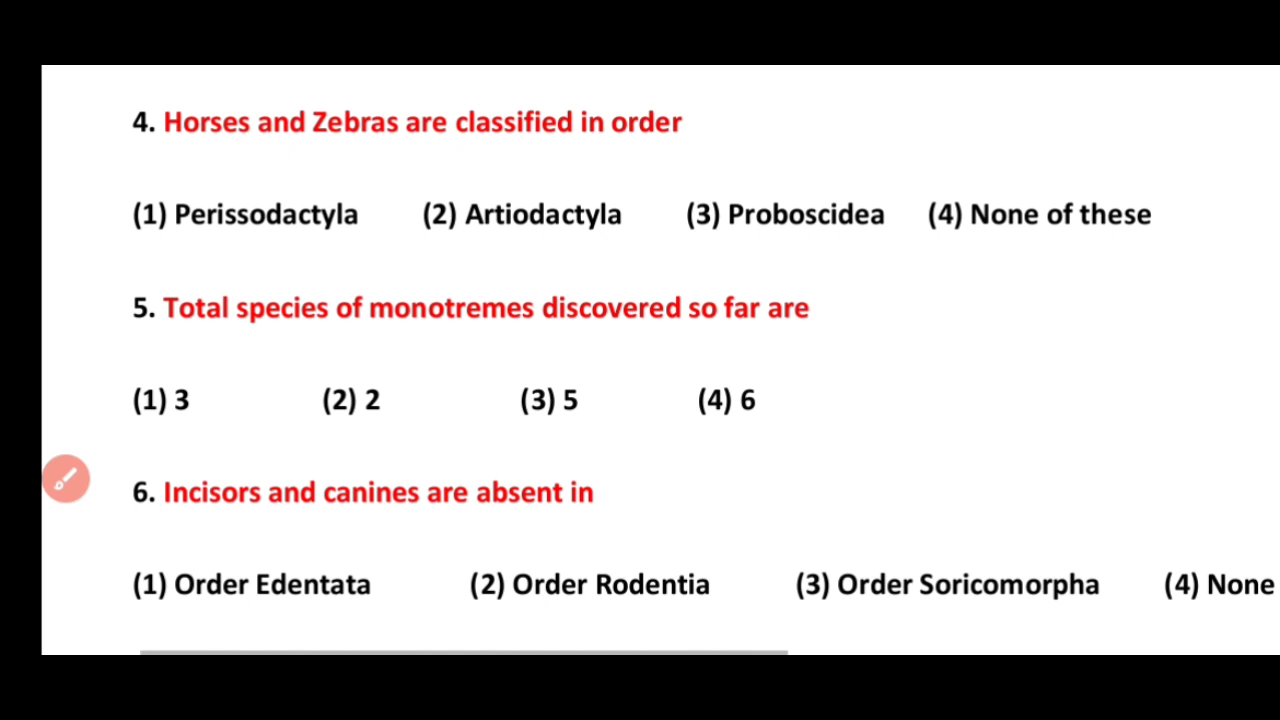 4. Horses and Zebras are classified in order
(1) Perissodactyla (2) Artiodactyla (3) Proboscidea (4) None of these
5. Total species of monotremes discovered so far are
(1) 3 (2) 2 (3) 5 (4) 6
6. Incisors and canines are absent in
(1) Order Edentata (2) Order Rodentia (3) Order Soricomorpha (4) None